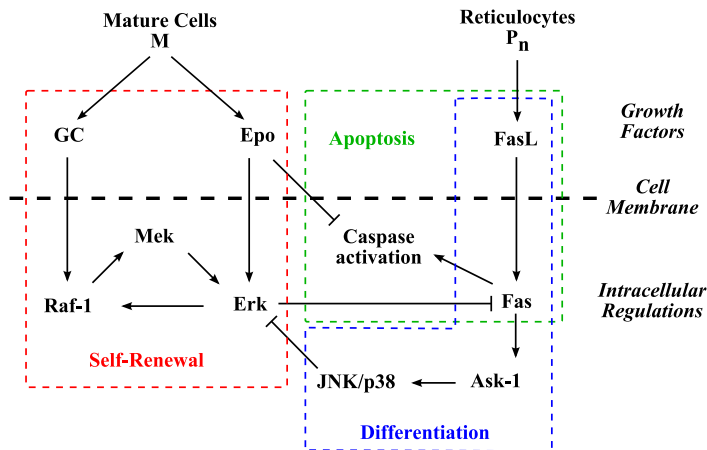 Mature Cells
M
Reticulocytes
Pn
GC
Epo
Apoptosis
FasL
Growth
Factors
Cell
Membrane
Mek
Caspase
activation
Raf-1
Erk
Fas
Intracellular
Regulations
Self-Renewal
JNK/p38
Ask-1
Differentiation